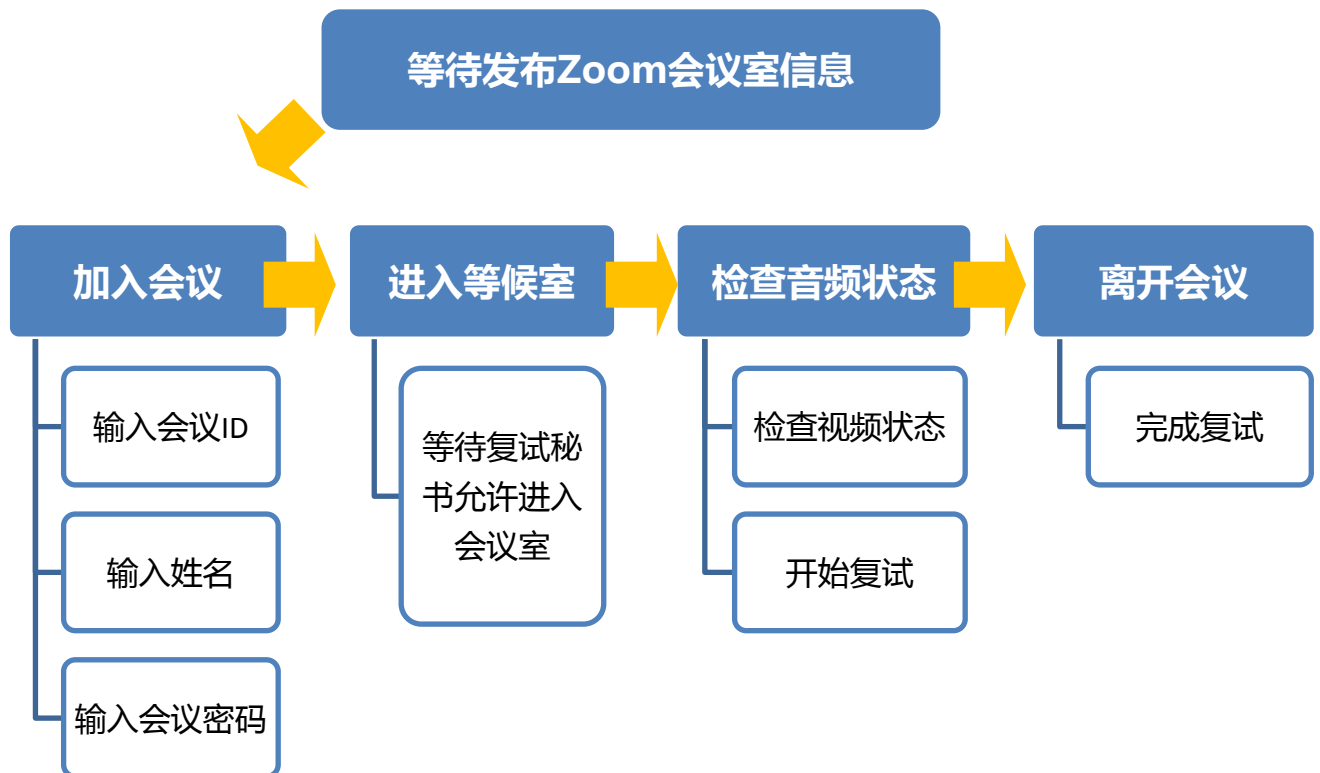 等待发布Zoom会议室信息
加入会议
进入等候室
检查音频状态
离开会议
输入会议ID
输入姓名
输入会议密码
等待复试秘
书允许进入
会议室
检查视频状态
开始复试
完成复试